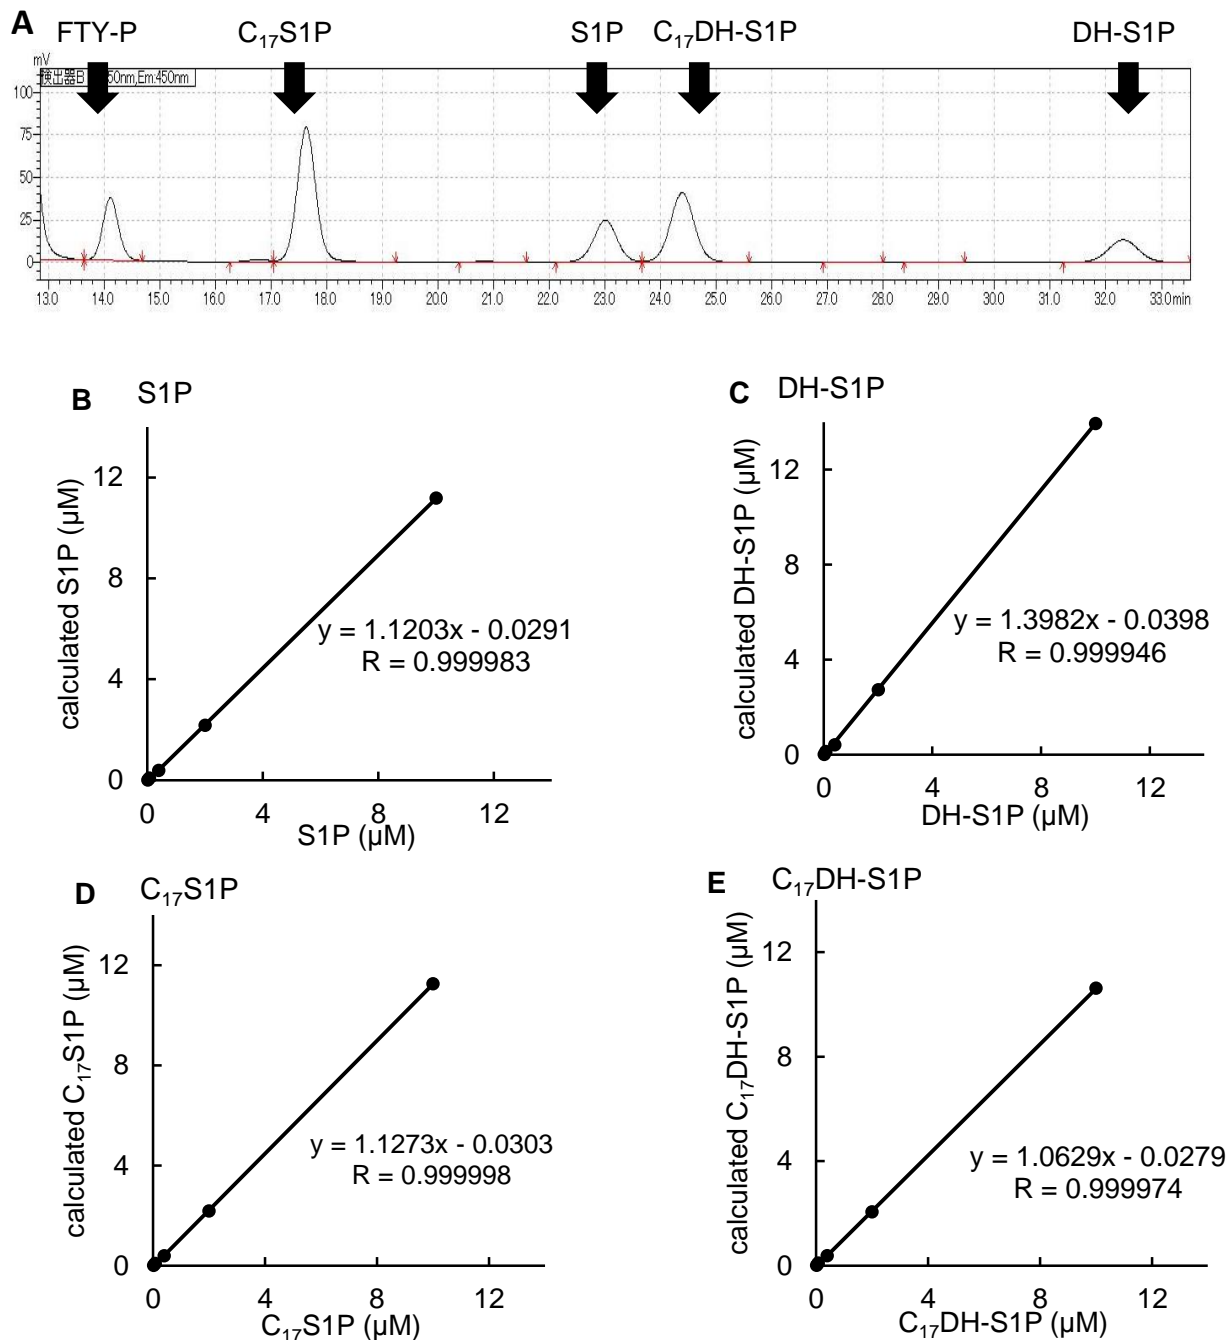 A
FTY-P
C₁₇S1P
S1P
C₁₇DH-S1P
DH-S1P
mV
検出器B 50nm,Em:450nm
100
75
50
25
0
13.0 14.0 15.0 16.0 17.0 18.0 19.0 20.0 21.0 22.0 23.0 24.0 25.0 26.0 27.0 28.0 29.0 30.0 31.0 32.0 33.0 min
B
S1P
calculated S1P (µM)
12
8
4
0
y = 1.1203x - 0.0291
R = 0.999983
0 4 8 12
S1P (µM)
C
DH-S1P
calculated DH-S1P (µM)
12
8
4
0
y = 1.3982x - 0.0398
R = 0.999946
0 4 8 12
DH-S1P (µM)
D
C₁₇S1P
calculated C₁₇S1P (µM)
12
8
4
0
y = 1.1273x - 0.0303
R = 0.999998
0 4 8 12
C₁₇S1P (µM)
E
C₁₇DH-S1P
calculated C₁₇DH-S1P (µM)
12
8
4
0
y = 1.0629x - 0.0279
R = 0.999974
0 4 8 12
C₁₇DH-S1P (µM)